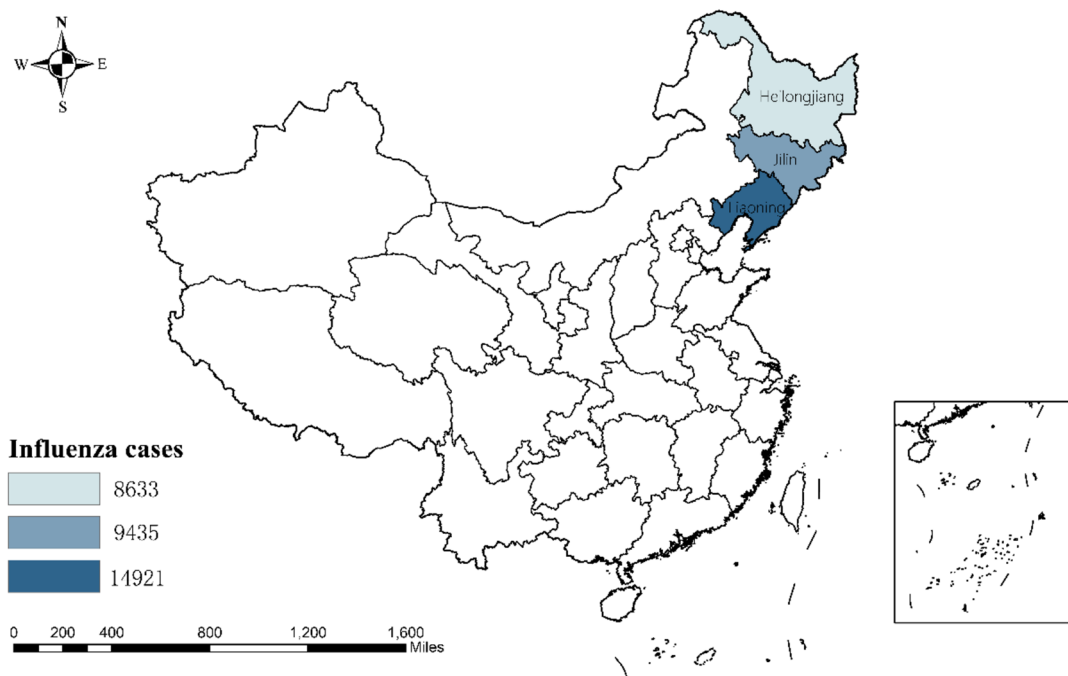 N
W E
S
Heilongjiang
Jilin
Liaoning
Influenza cases
8633
9435
14921
0 200 400 800 1,200 1,600
Miles